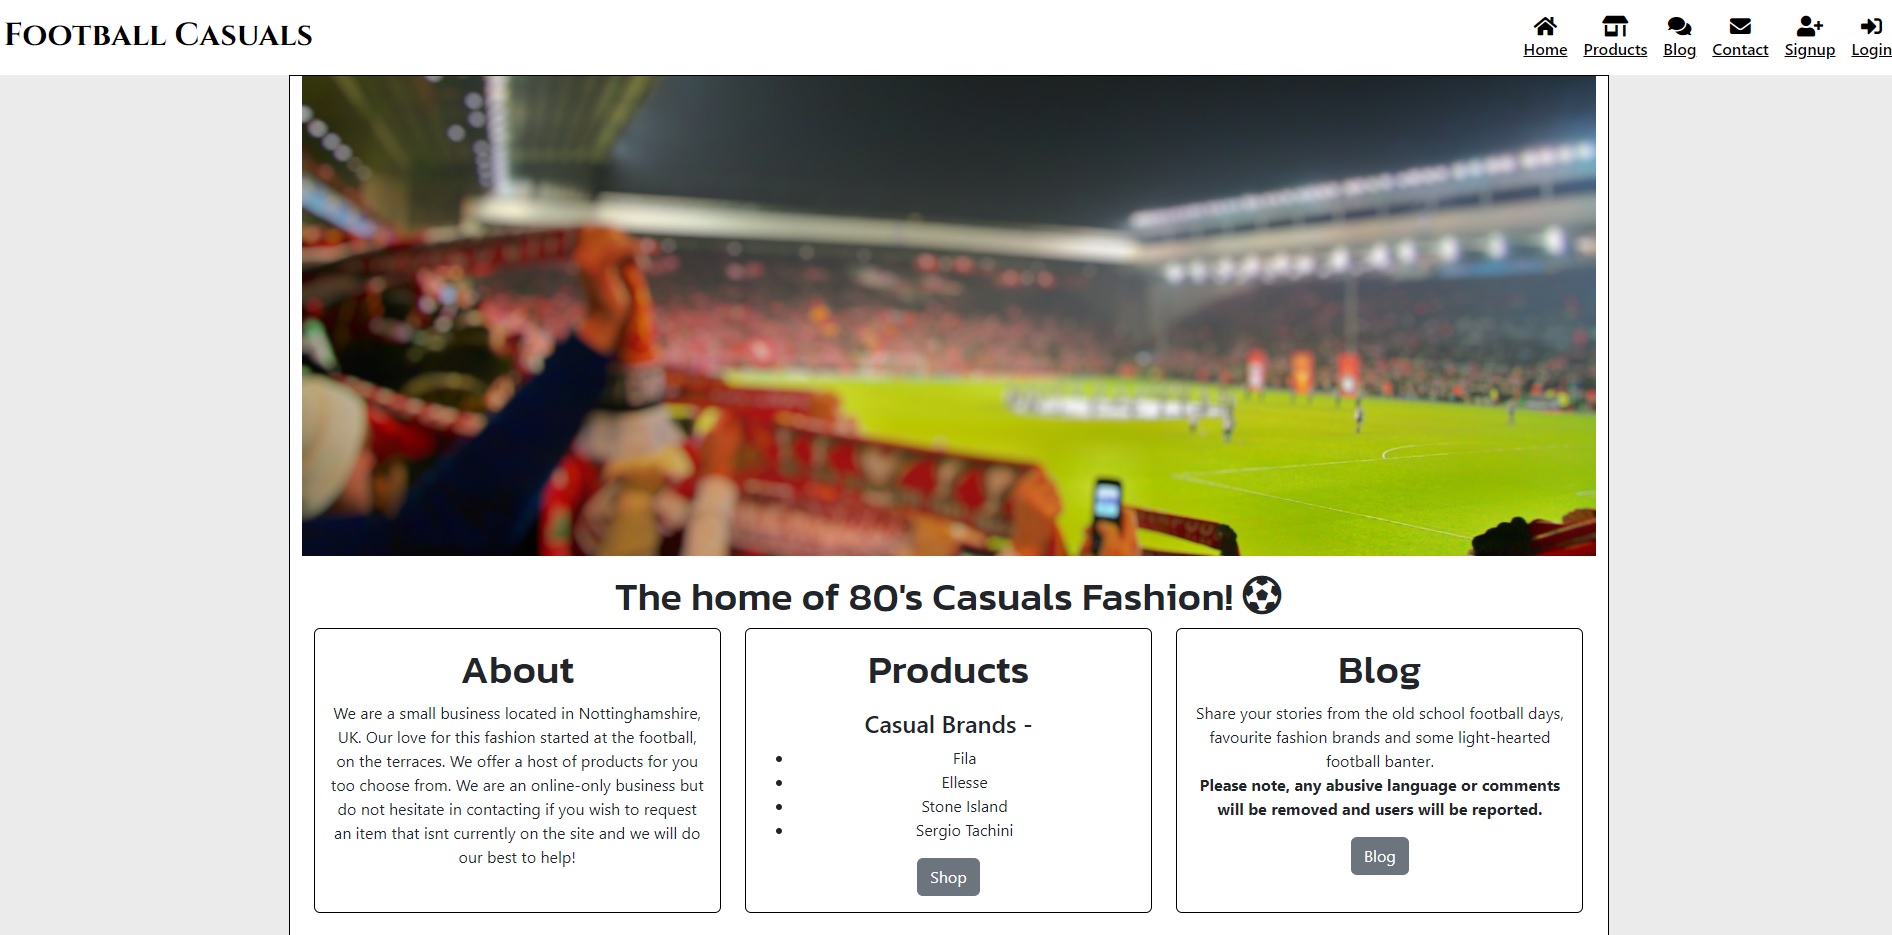 Football Casuals
Home Products Blog Contact Signup Login
The home of 80's Casuals Fashion!
About
We are a small business located in Nottinghamshire,
UK. Our love for this fashion started at the football,
on the terraces. We offer a host of products for you
too choose from. We are an online-only business but
do not hesitate in contacting if you wish to request
an item that isnt currently on the site and we will do
our best to help!
Products
Casual Brands -
Fila
Ellesse
Stone Island
Sergio Tachini
Shop
Blog
Share your stories from the old school football days,
favourite fashion brands and some light-hearted
football banter.
Please note, any abusive language or comments
will be removed and users will be reported.
Blog